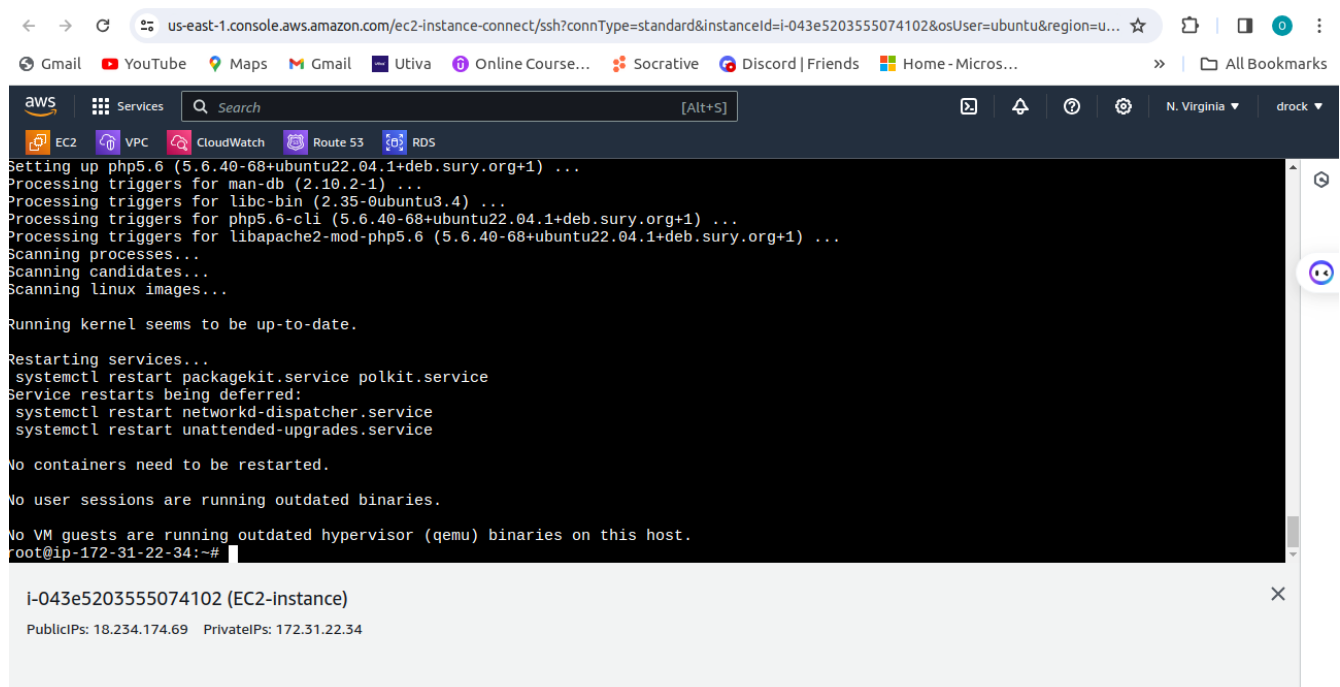 us-east-1.console.aws.amazon.com/ec2-instance-connect/ssh?connType=standard&instanceId=i-043e5203555074102&osUser=ubuntu&region=u...
O
Gmail YouTube Maps Gmail Utiva Online Course... Socrative Discord | Friends Home - Micros... » All Bookmarks
aws Services Search [Alt+S] N. Virginia drock
EC2 VPC CloudWatch Route 53 RDS
Setting up php5.6 (5.6.40-68+ubuntu22.04.1+deb.sury.org+1) ...
Processing triggers for man-db (2.10.2-1) ...
Processing triggers for libc-bin (2.35-0ubuntu3.4) ...
Processing triggers for php5.6-cli (5.6.40-68+ubuntu22.04.1+deb.sury.org+1) ...
Processing triggers for libapache2-mod-php5.6 (5.6.40-68+ubuntu22.04.1+deb.sury.org+1) ...
Scanning processes...
Scanning candidates...
Scanning linux images...
Running kernel seems to be up-to-date.
Restarting services...
systemctl restart packagekit.service polkit.service
Service restarts being deferred:
systemctl restart networkd-dispatcher.service
systemctl restart unattended-upgrades.service
No containers need to be restarted.
No user sessions are running outdated binaries.
No VM guests are running outdated hypervisor (qemu) binaries on this host.
root@ip-172-31-22-34:~#
i-043e5203555074102 (EC2-instance)
PublicIPs: 18.234.174.69 PrivateIPs: 172.31.22.34